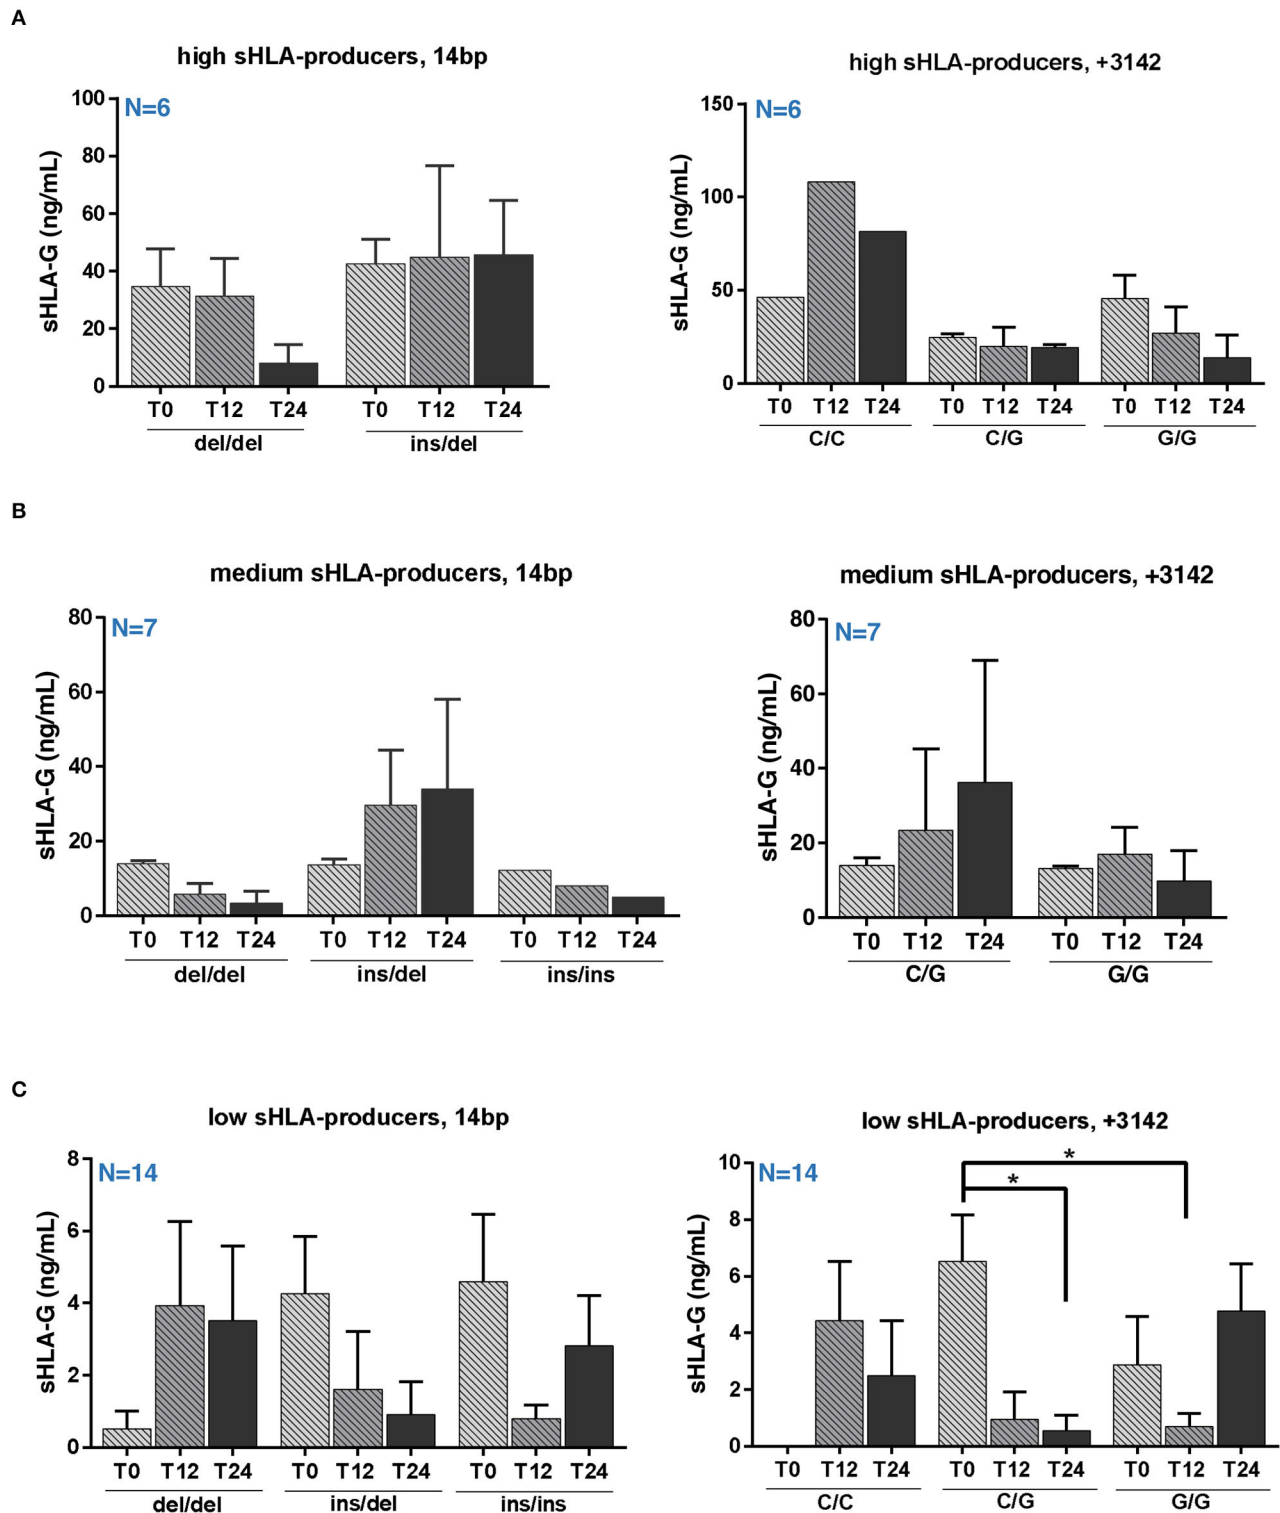 A
high sHLA-producers, 14bp
N=6
sHLA-G (ng/mL)
100
80
60
40
20
0
T0 T12 T24 T0 T12 T24
del/del ins/del
high sHLA-producers, +3142
N=6
sHLA-G (ng/mL)
150
100
50
0
T0 T12 T24 T0 T12 T24 T0 T12 T24
C/C C/G G/G
B
medium sHLA-producers, 14bp
N=7
sHLA-G (ng/mL)
80
60
40
20
0
T0 T12 T24 T0 T12 T24 T0 T12 T24
del/del ins/del ins/ins
medium sHLA-producers, +3142
N=7
sHLA-G (ng/mL)
80
60
40
20
0
T0 T12 T24 T0 T12 T24
C/G G/G
C
low sHLA-producers, 14bp
N=14
sHLA-G (ng/mL)
8
6
4
2
0
T0 T12 T24 T0 T12 T24 T0 T12 T24
del/del ins/del ins/ins
low sHLA-producers, +3142
N=14
sHLA-G (ng/mL)
10
8
6
4
2
0
*
*
T0 T12 T24 T0 T12 T24 T0 T12 T24
C/C C/G G/G